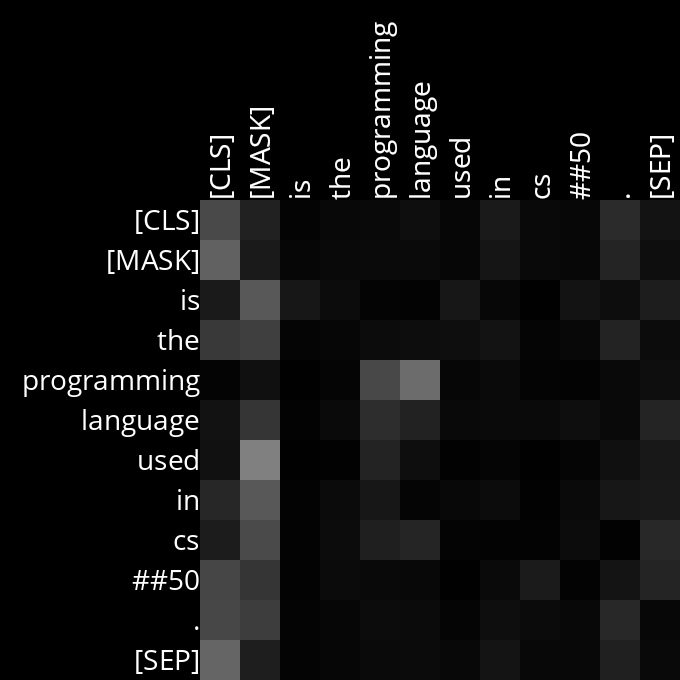 [CLS]
[MASK]
is
the
programming
language
used
in
cs
##50
.
[SEP]
[CLS]
[MASK]
is
the
programming
language
used
in
cs
##50
.
[SEP]